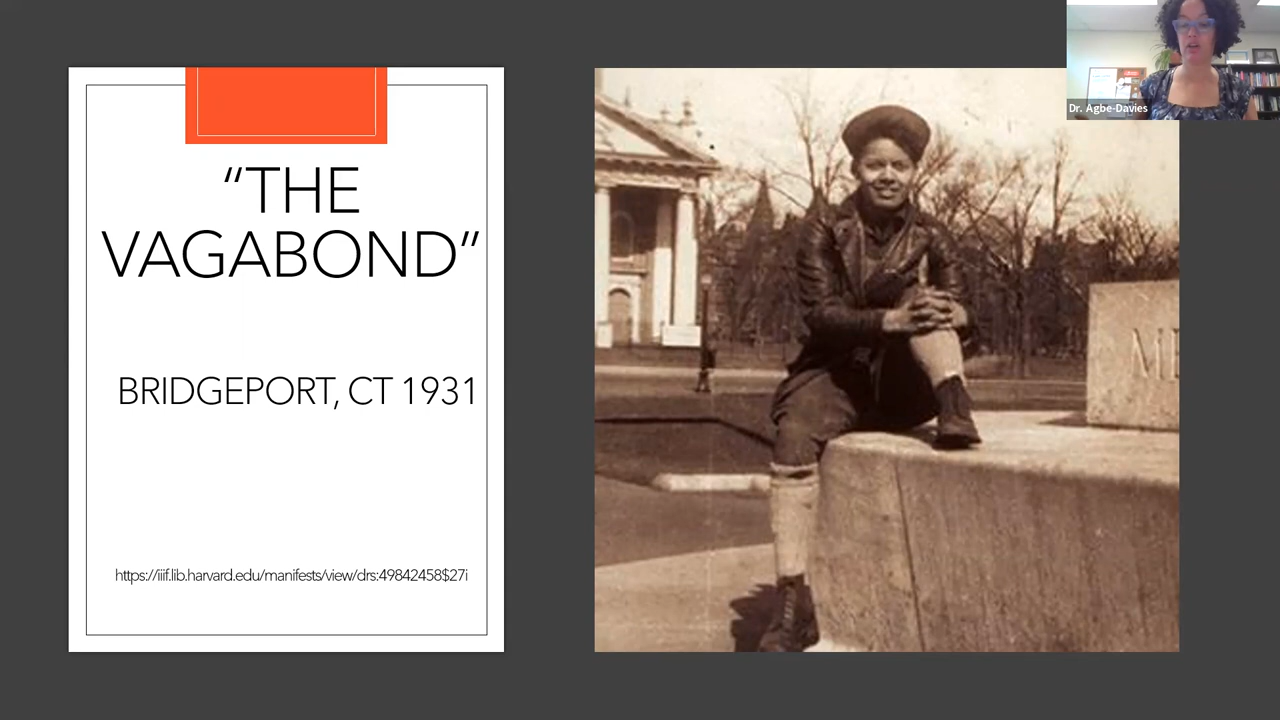 “THE
VAGABOND”
BRIDGEPORT, CT 1931
https://iiif.lib.harvard.edu/manifests/view/drs:49842458$27i
Dr. Agbe-Davies